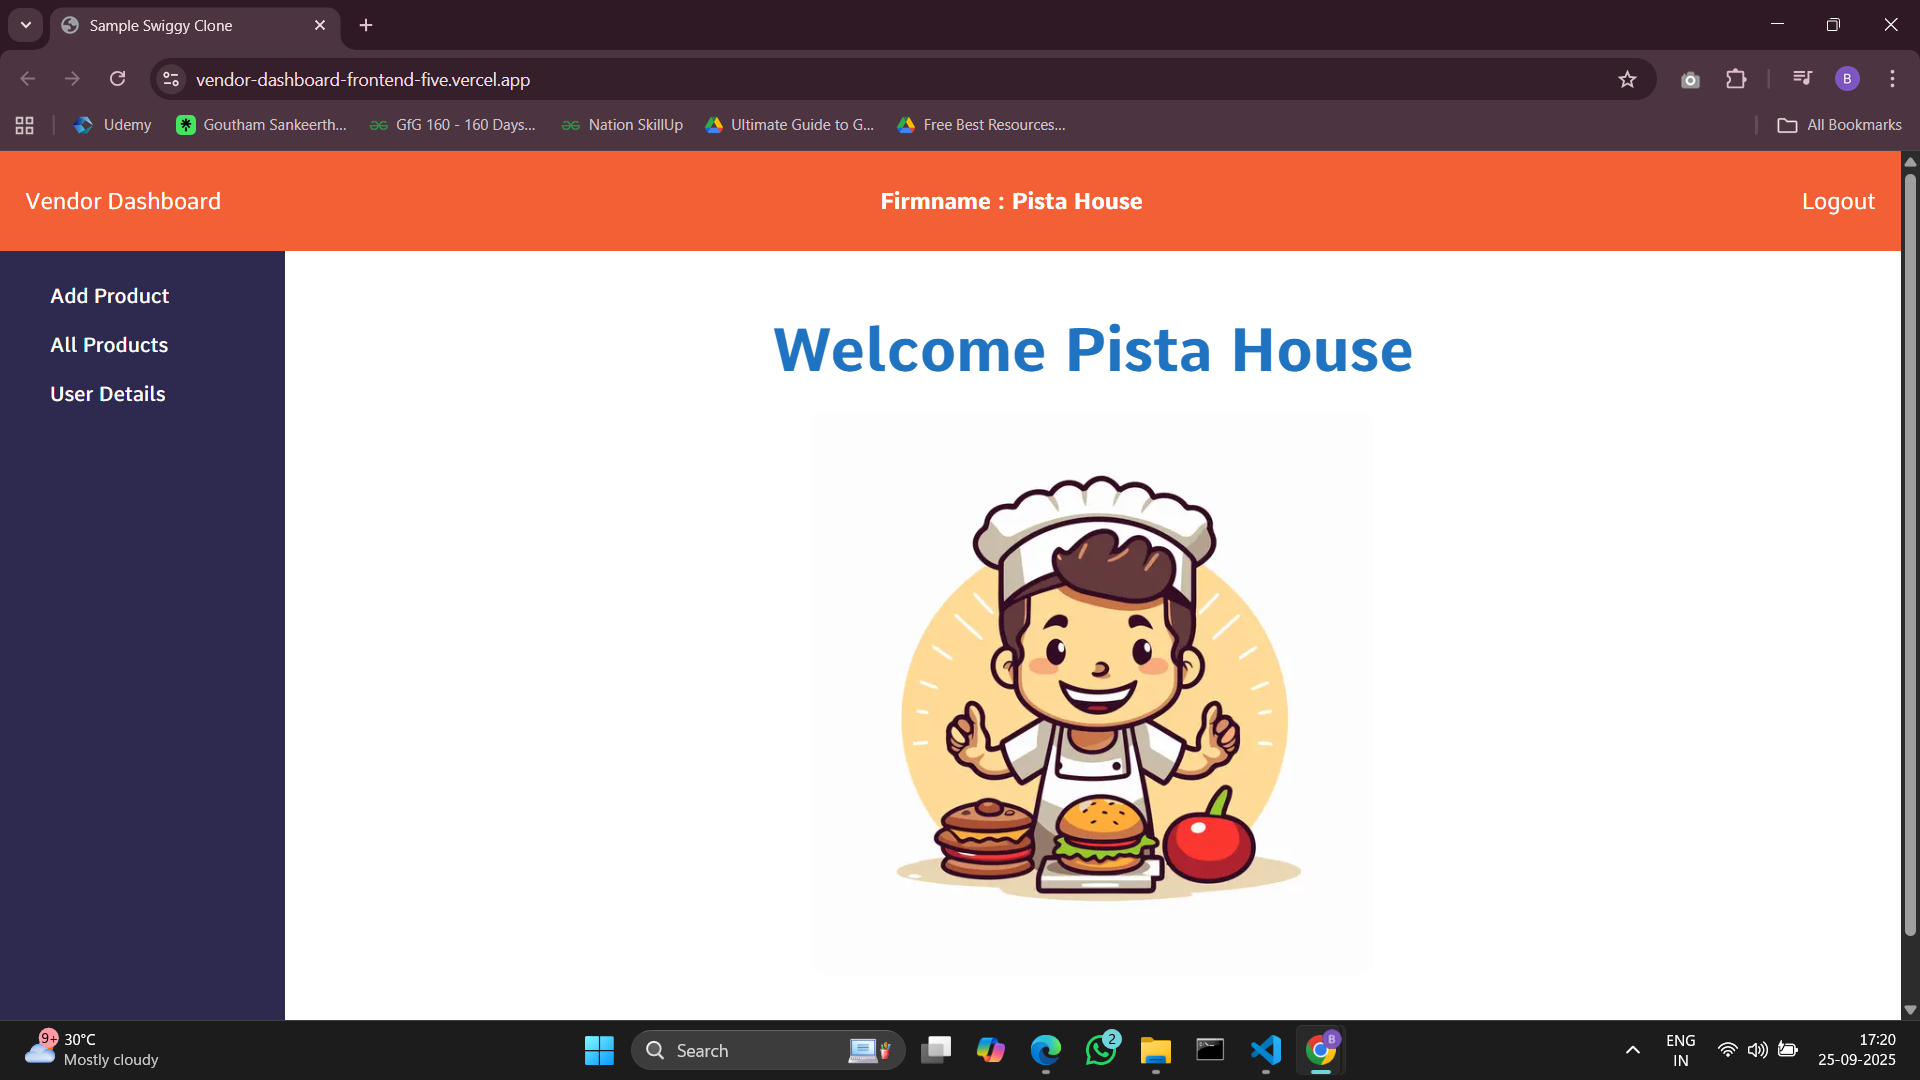 Sample Swiggy Clone
vendor-dashboard-frontend-five.vercel.app
B
Udemy
Goutham Sankeerth...
GfG 160 - 160 Days...
Nation SkillUp
Ultimate Guide to G...
Free Best Resources...
All Bookmarks
Vendor Dashboard
Firmname : Pista House
Logout
Add Product
All Products
User Details
Welcome Pista House
9+
30°C
Mostly cloudy
Search
2
B
ENG
IN
17:20
25-09-2025